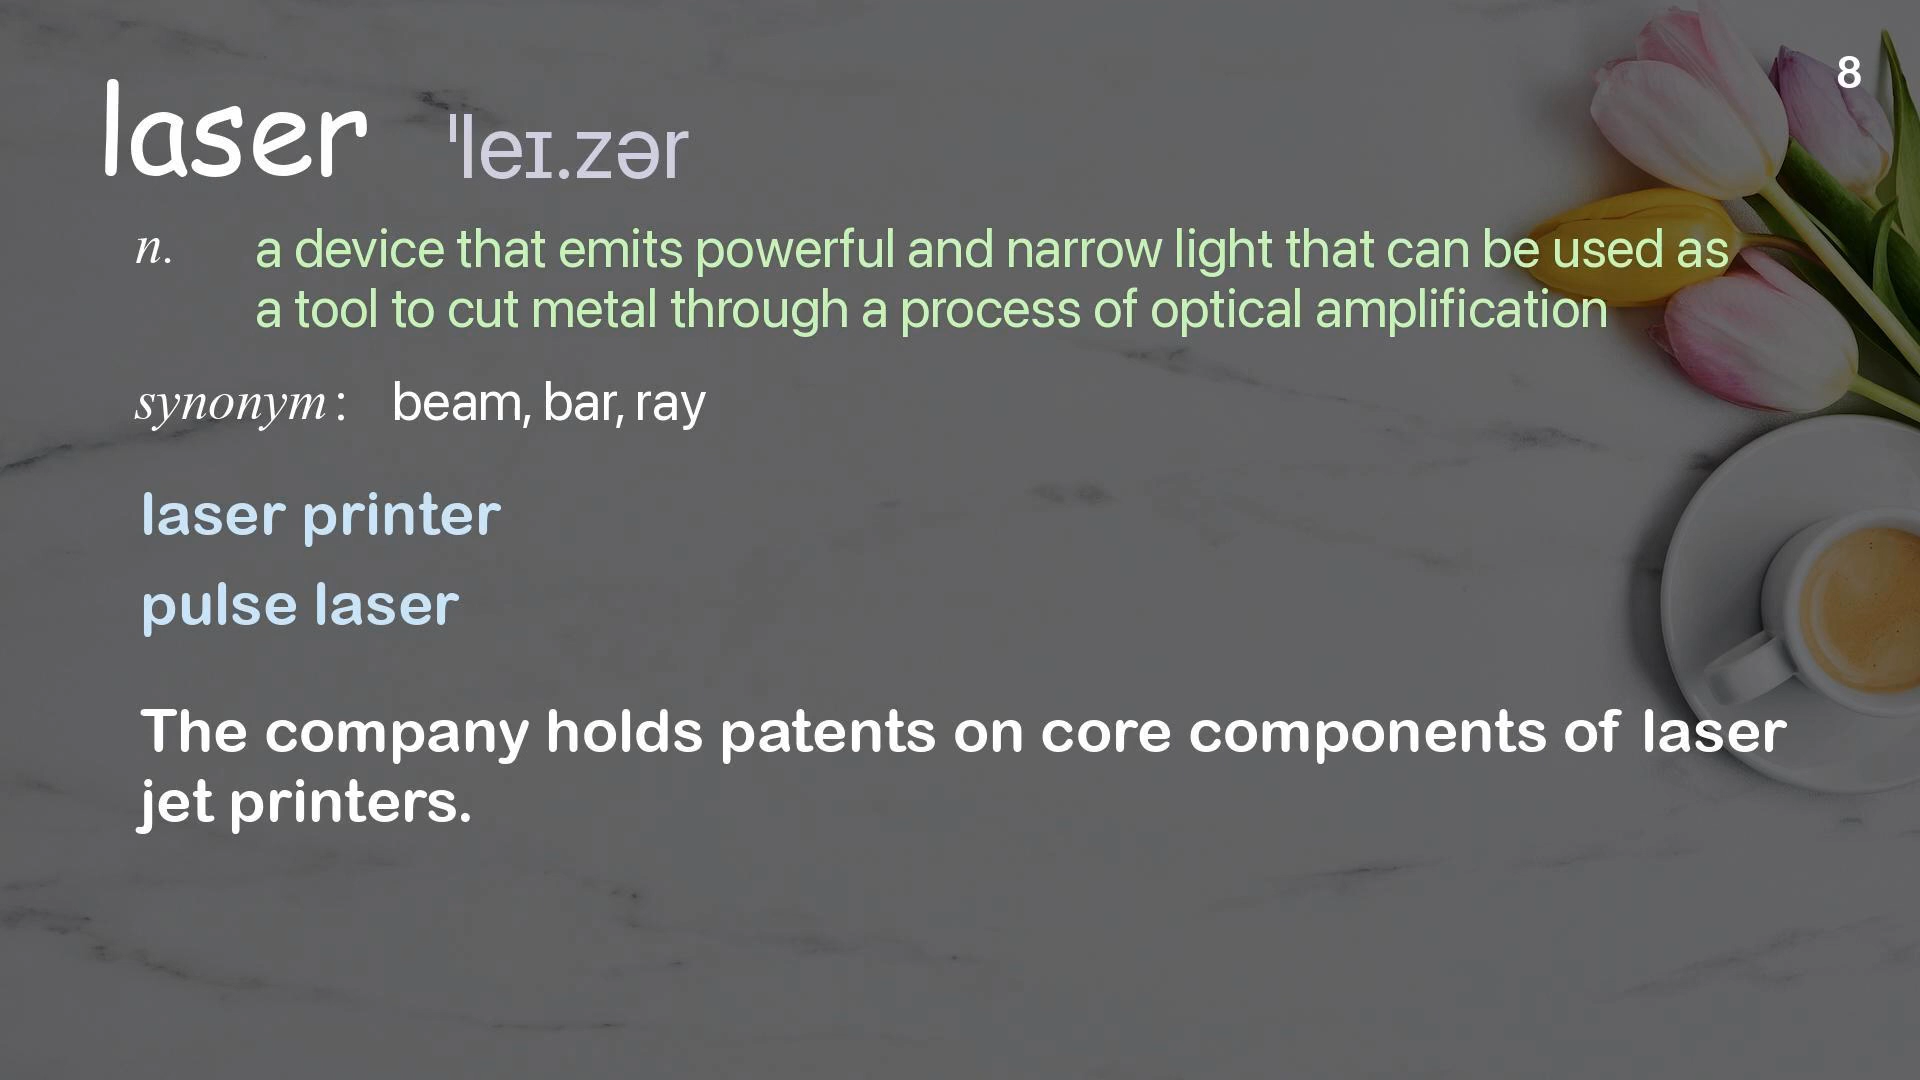 8
laser ˈleɪ.zər
n. a device that emits powerful and narrow light that can be used as
a tool to cut metal through a process of optical amplification
synonym: beam, bar, ray
laser printer
pulse laser
The company holds patents on core components of laser
jet printers.